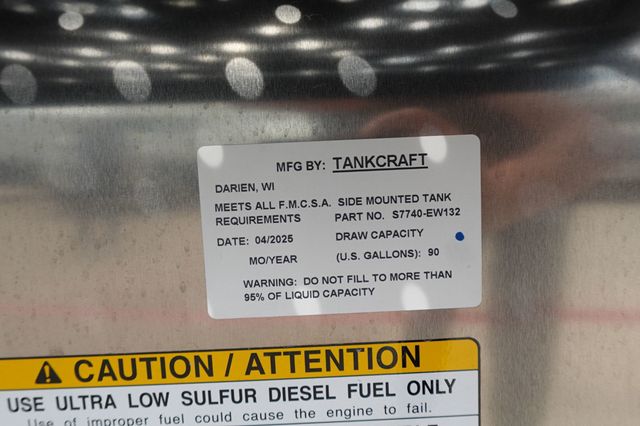 MFG BY: TANKCRAFT
DARIEN, WI
MEETS ALL F.M.C.S.A. SIDE MOUNTED TANK
REQUIREMENTS PART NO. S7740-EW132
DATE: 04/2025 DRAW CAPACITY
MO/YEAR (U.S. GALLONS): 90
WARNING: DO NOT FILL TO MORE THAN
95% OF LIQUID CAPACITY
CAUTION / ATTENTION
USE ULTRA LOW SULFUR DIESEL FUEL ONLY
Use of improper fuel could cause the engine to fail.